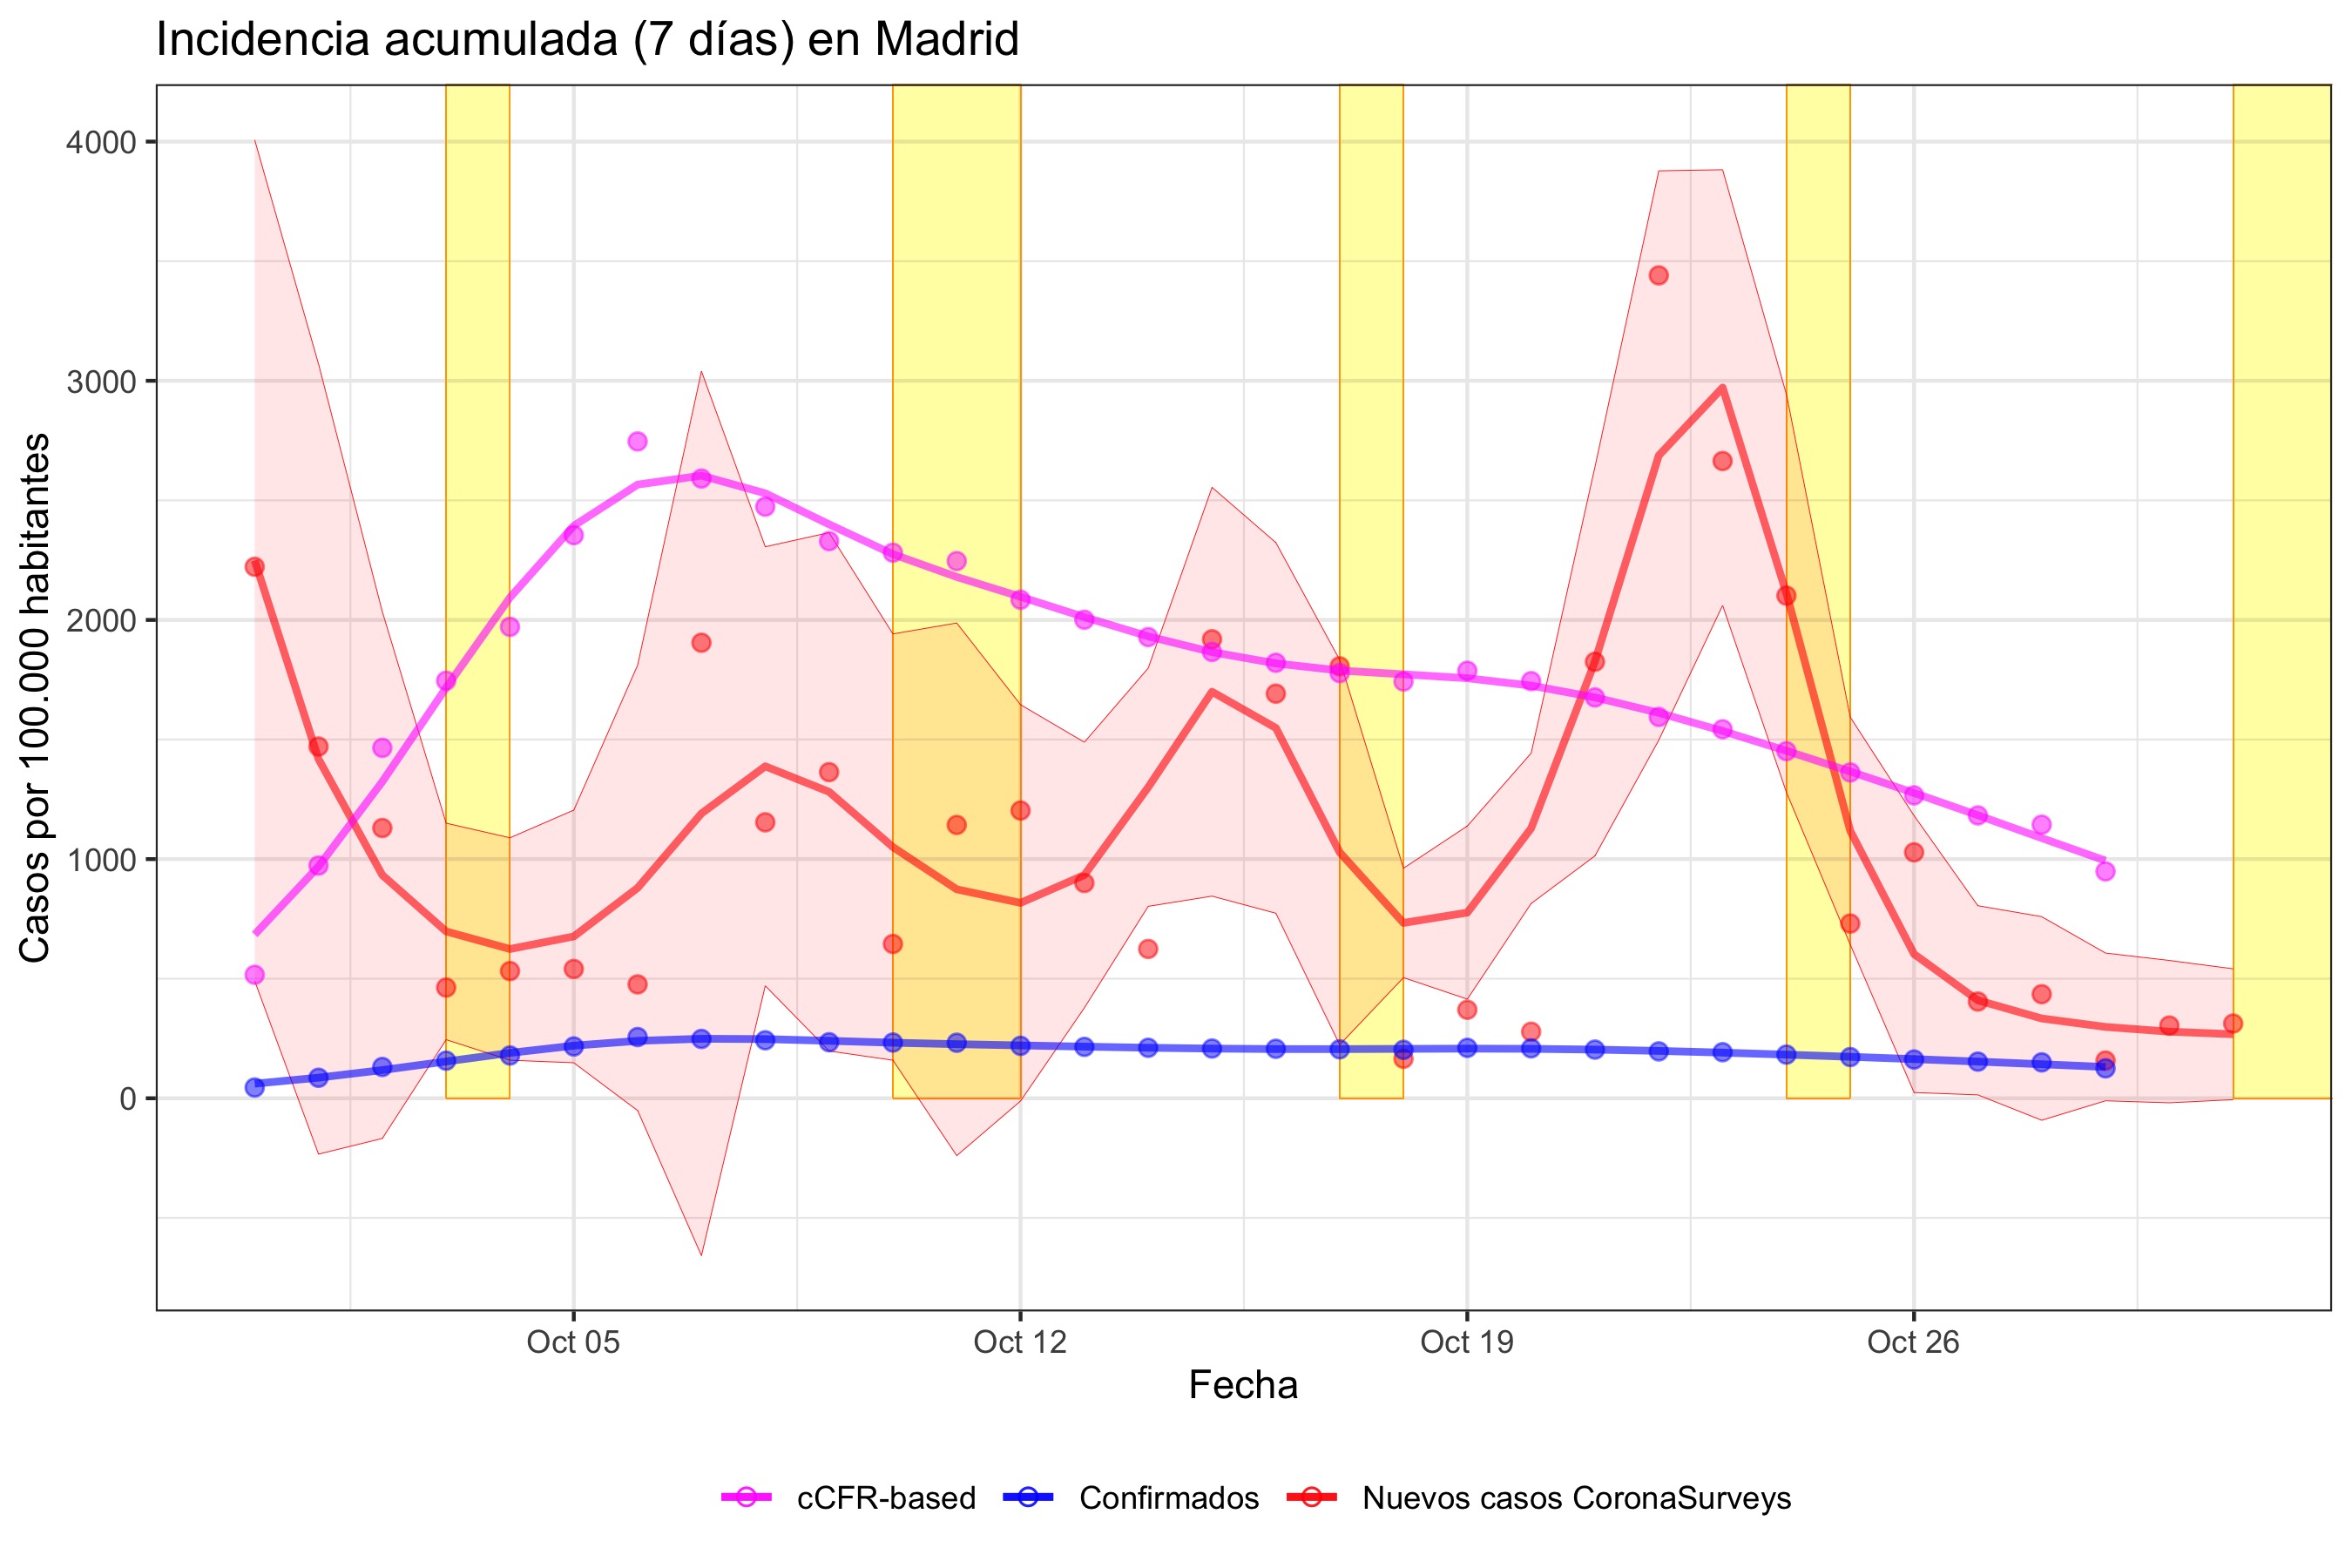 Incidencia acumulada (7 días) en Madrid
Casos por 100.000 habitantes
4000
3000
2000
1000
0
Oct 05 Oct 12 Oct 19 Oct 26
Fecha
cCFR-based Confirmados Nuevos casos CoronaSurveys